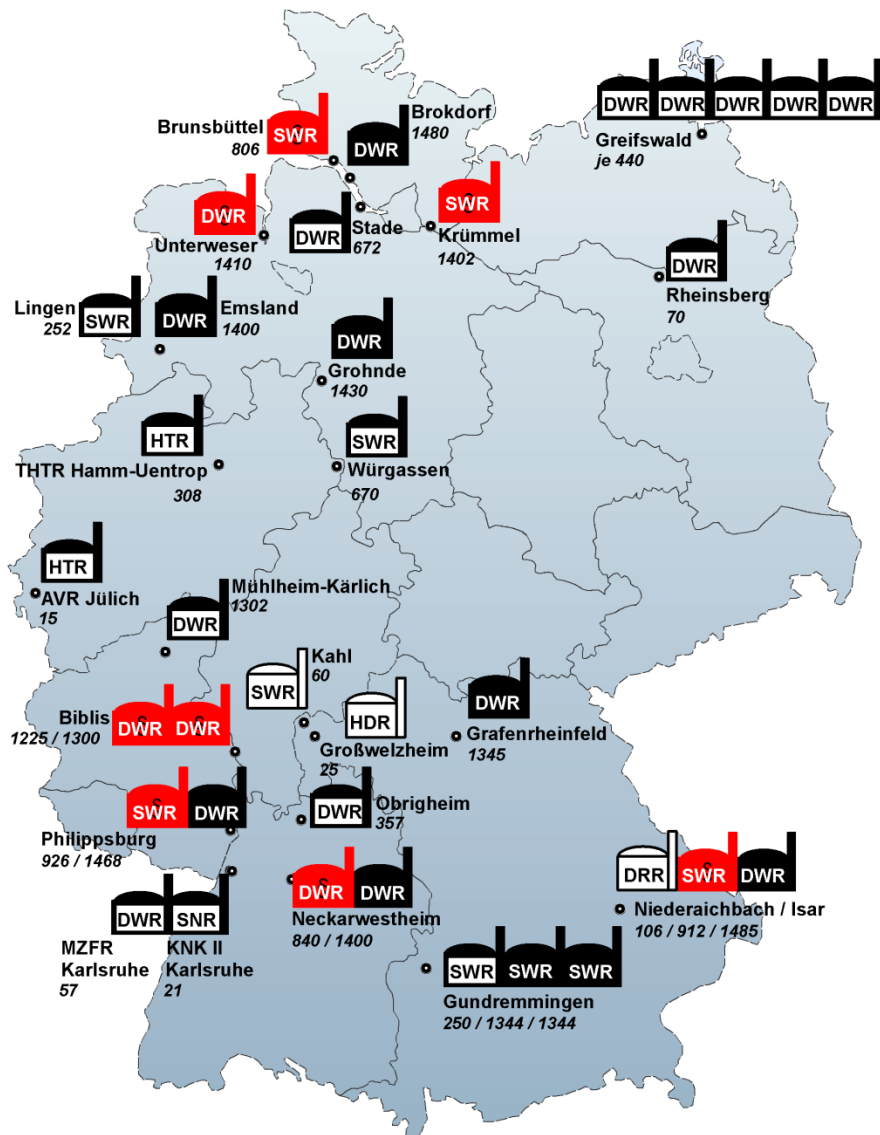 DWR DWR DWR DWR DWR
Greifswald
je 440
Brunsbüttel
806
SWR
Brokdorf
1480
DWR
DWR
Unterweser
1410
DWR
Stade
672
SWR
Krümmel
1402
DWR
Rheinsberg
70
Lingen
252
SWR
DWR
Emsland
1400
DWR
Grohnde
1430
HTR
THTR Hamm-Uentrop
308
SWR
Würgassen
670
HTR
AVR Jülich
15
Mühlheim-Kärlich
1302
DWR
Kahl
60
SWR
HDR
Großwelzheim
25
DWR
Grafenrheinfeld
1345
Biblis
1225 / 1300
DWR DWR
SWR DWR
Philippsburg
926 / 1468
DWR
Obrigheim
357
DWR DWR
Neckarwestheim
840 / 1400
DRR SWR DWR
Niederaichbach / Isar
106 / 912 / 1485
DWR SNR
MZFR
Karlsruhe
57
KNK II
Karlsruhe
21
SWR SWR SWR
Gundremmingen
250 / 1344 / 1344